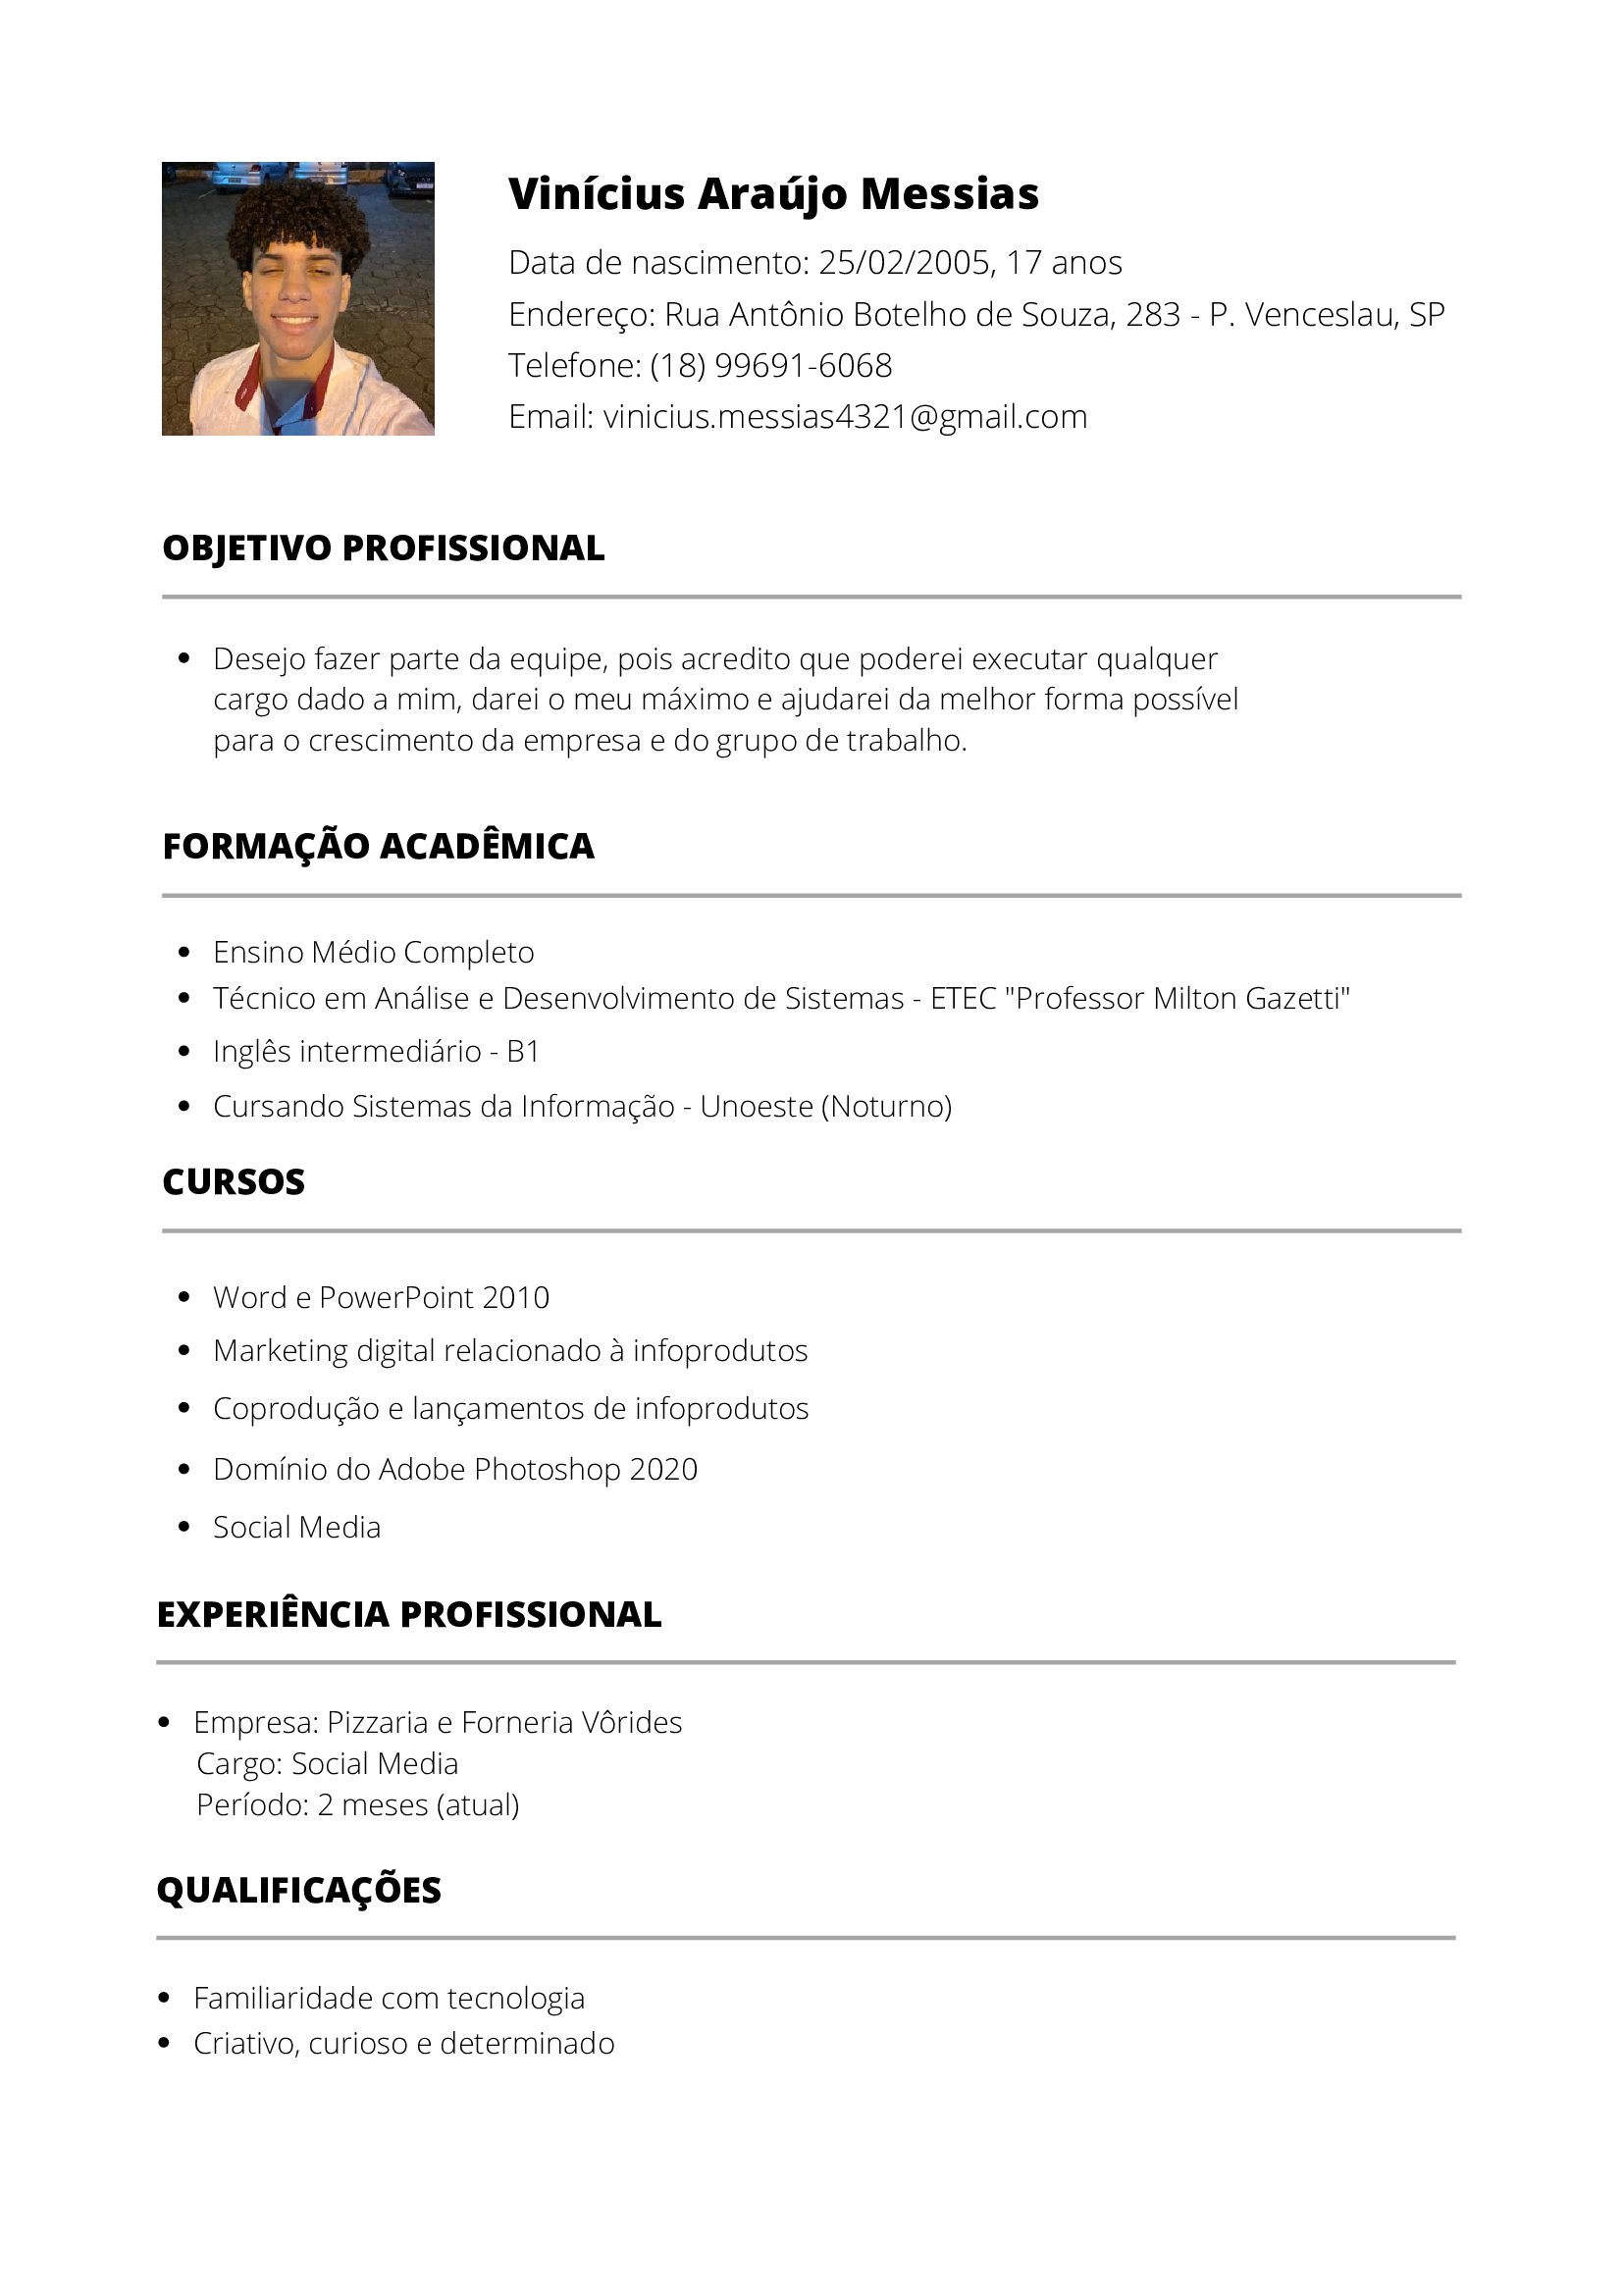 Vinícius Araújo Messias
Data de nascimento: 25/02/2005, 17 anos
Endereço: Rua Antônio Botelho de Souza, 283 - P. Venceslau, SP
Telefone: (18) 99691-6068
Email: vinicius.messias4321@gmail.com
OBJETIVO PROFISSIONAL
• Desejo fazer parte da equipe, pois acredito que poderei executar qualquer
cargo dado a mim, darei o meu máximo e ajudarei da melhor forma possível
para o crescimento da empresa e do grupo de trabalho.
FORMAÇÃO ACADÊMICA
• Ensino Médio Completo
• Técnico em Análise e Desenvolvimento de Sistemas - ETEC "Professor Milton Gazetti"
• Inglês intermediário - B1
• Cursando Sistemas da Informação - Unoeste (Noturno)
CURSOS
• Word e PowerPoint 2010
• Marketing digital relacionado à infoprodutos
• Coprodução e lançamentos de infoprodutos
• Domínio do Adobe Photoshop 2020
• Social Media
EXPERIÊNCIA PROFISSIONAL
• Empresa: Pizzaria e Forneria Vôrides
Cargo: Social Media
Período: 2 meses (atual)
QUALIFICAÇÕES
• Familiaridade com tecnologia
• Criativo, curioso e determinado